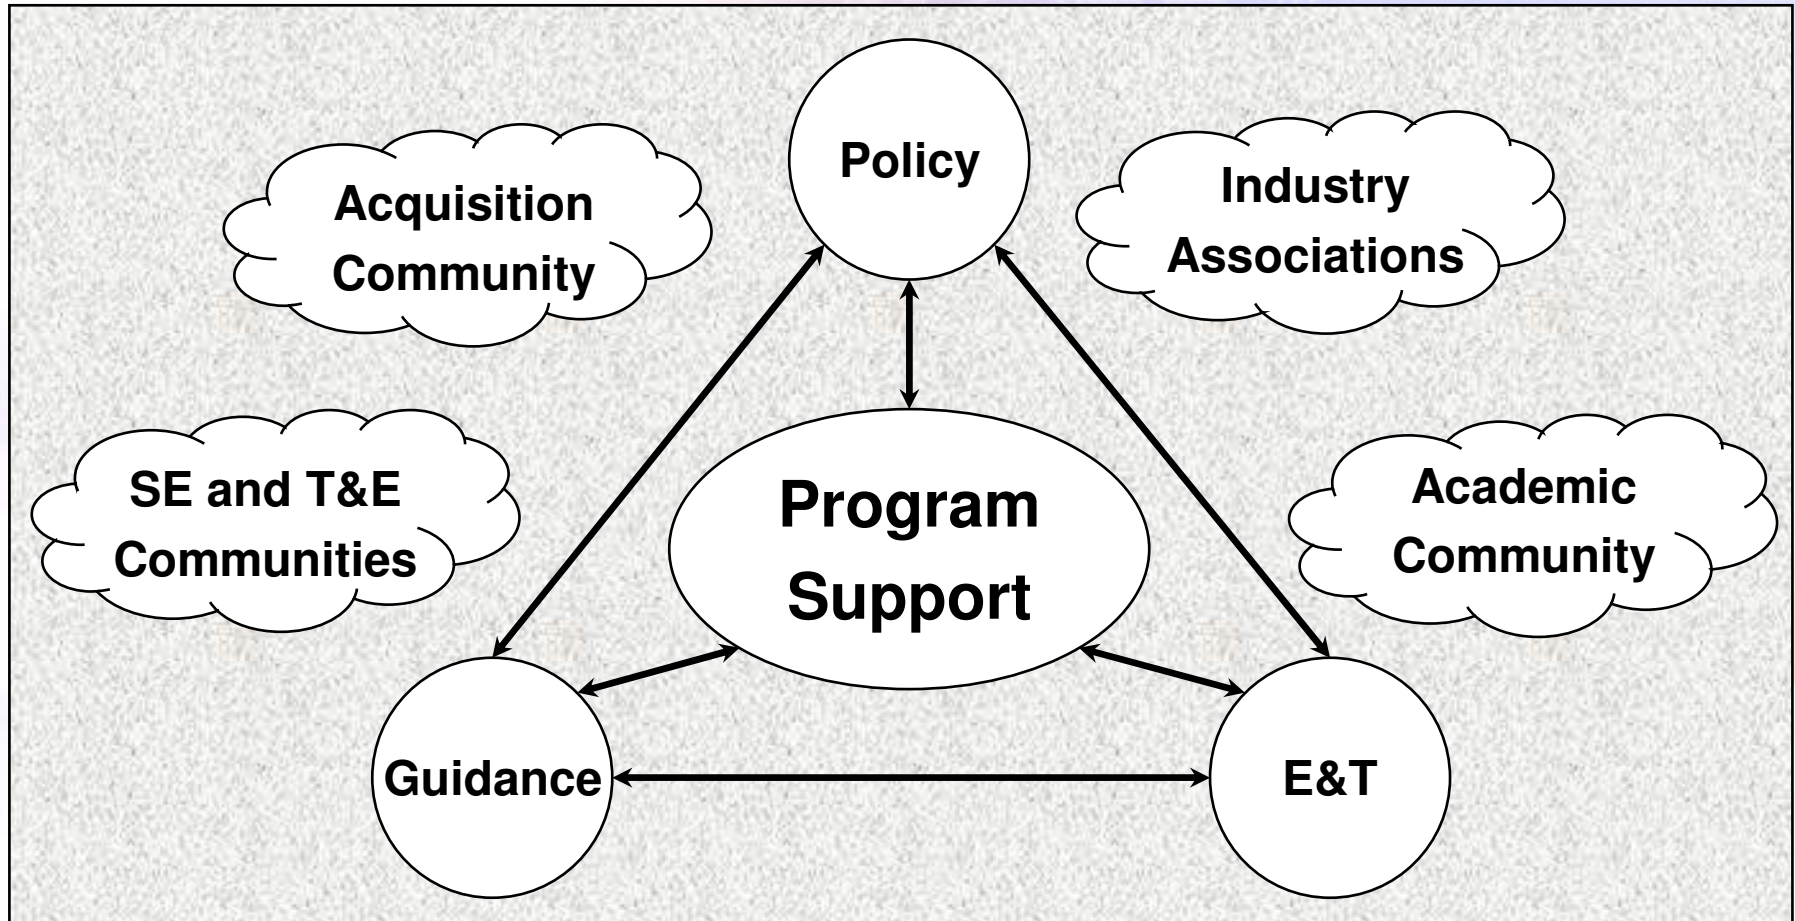 Policy
Acquisition
Community
Industry
Associations
SE and T&E
Communities
Program
Support
Academic
Community
Guidance
E&T